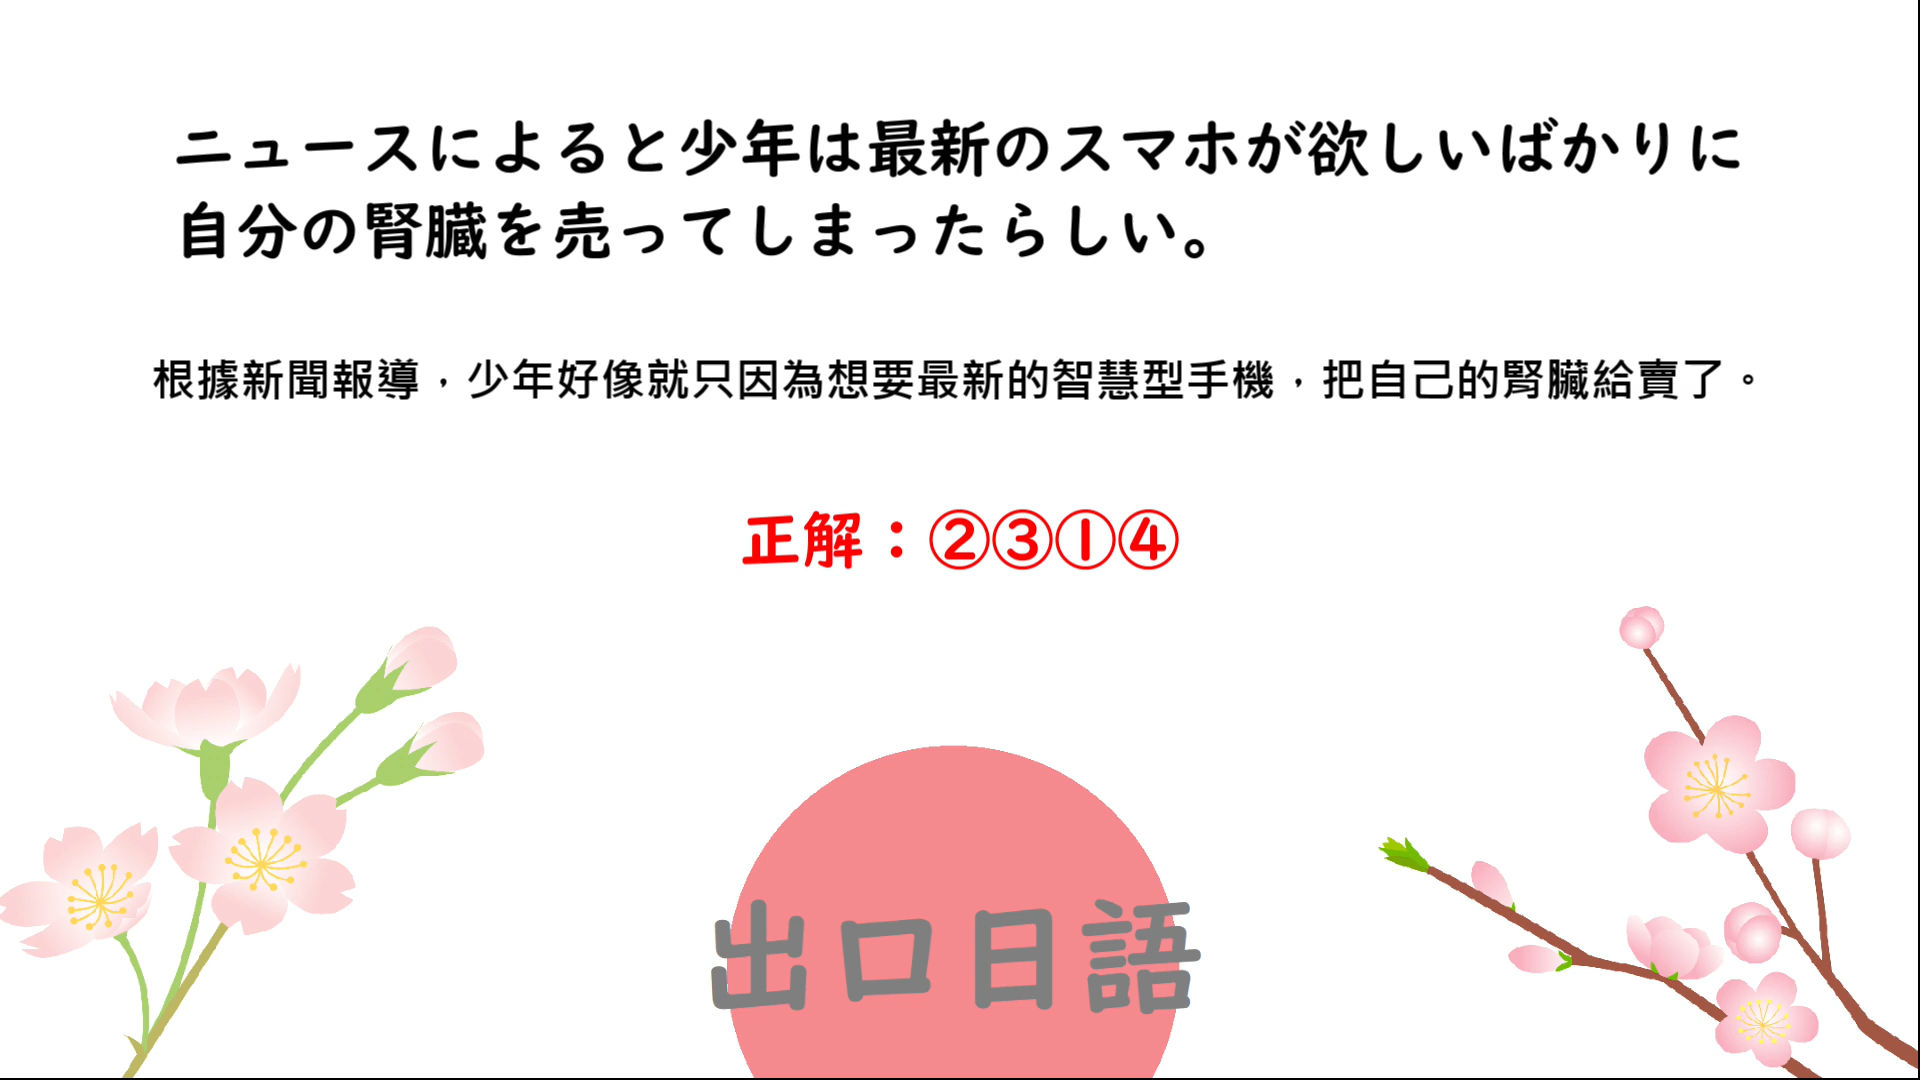 ニュースによると少年は最新のスマホが欲しいばかりに
自分の腎臓を売ってしまったらしい。
根據新聞報導，少年好像就只因為想要最新的智慧型手機，把自己的腎臟給賣了。
正解：②③①④
出口日語